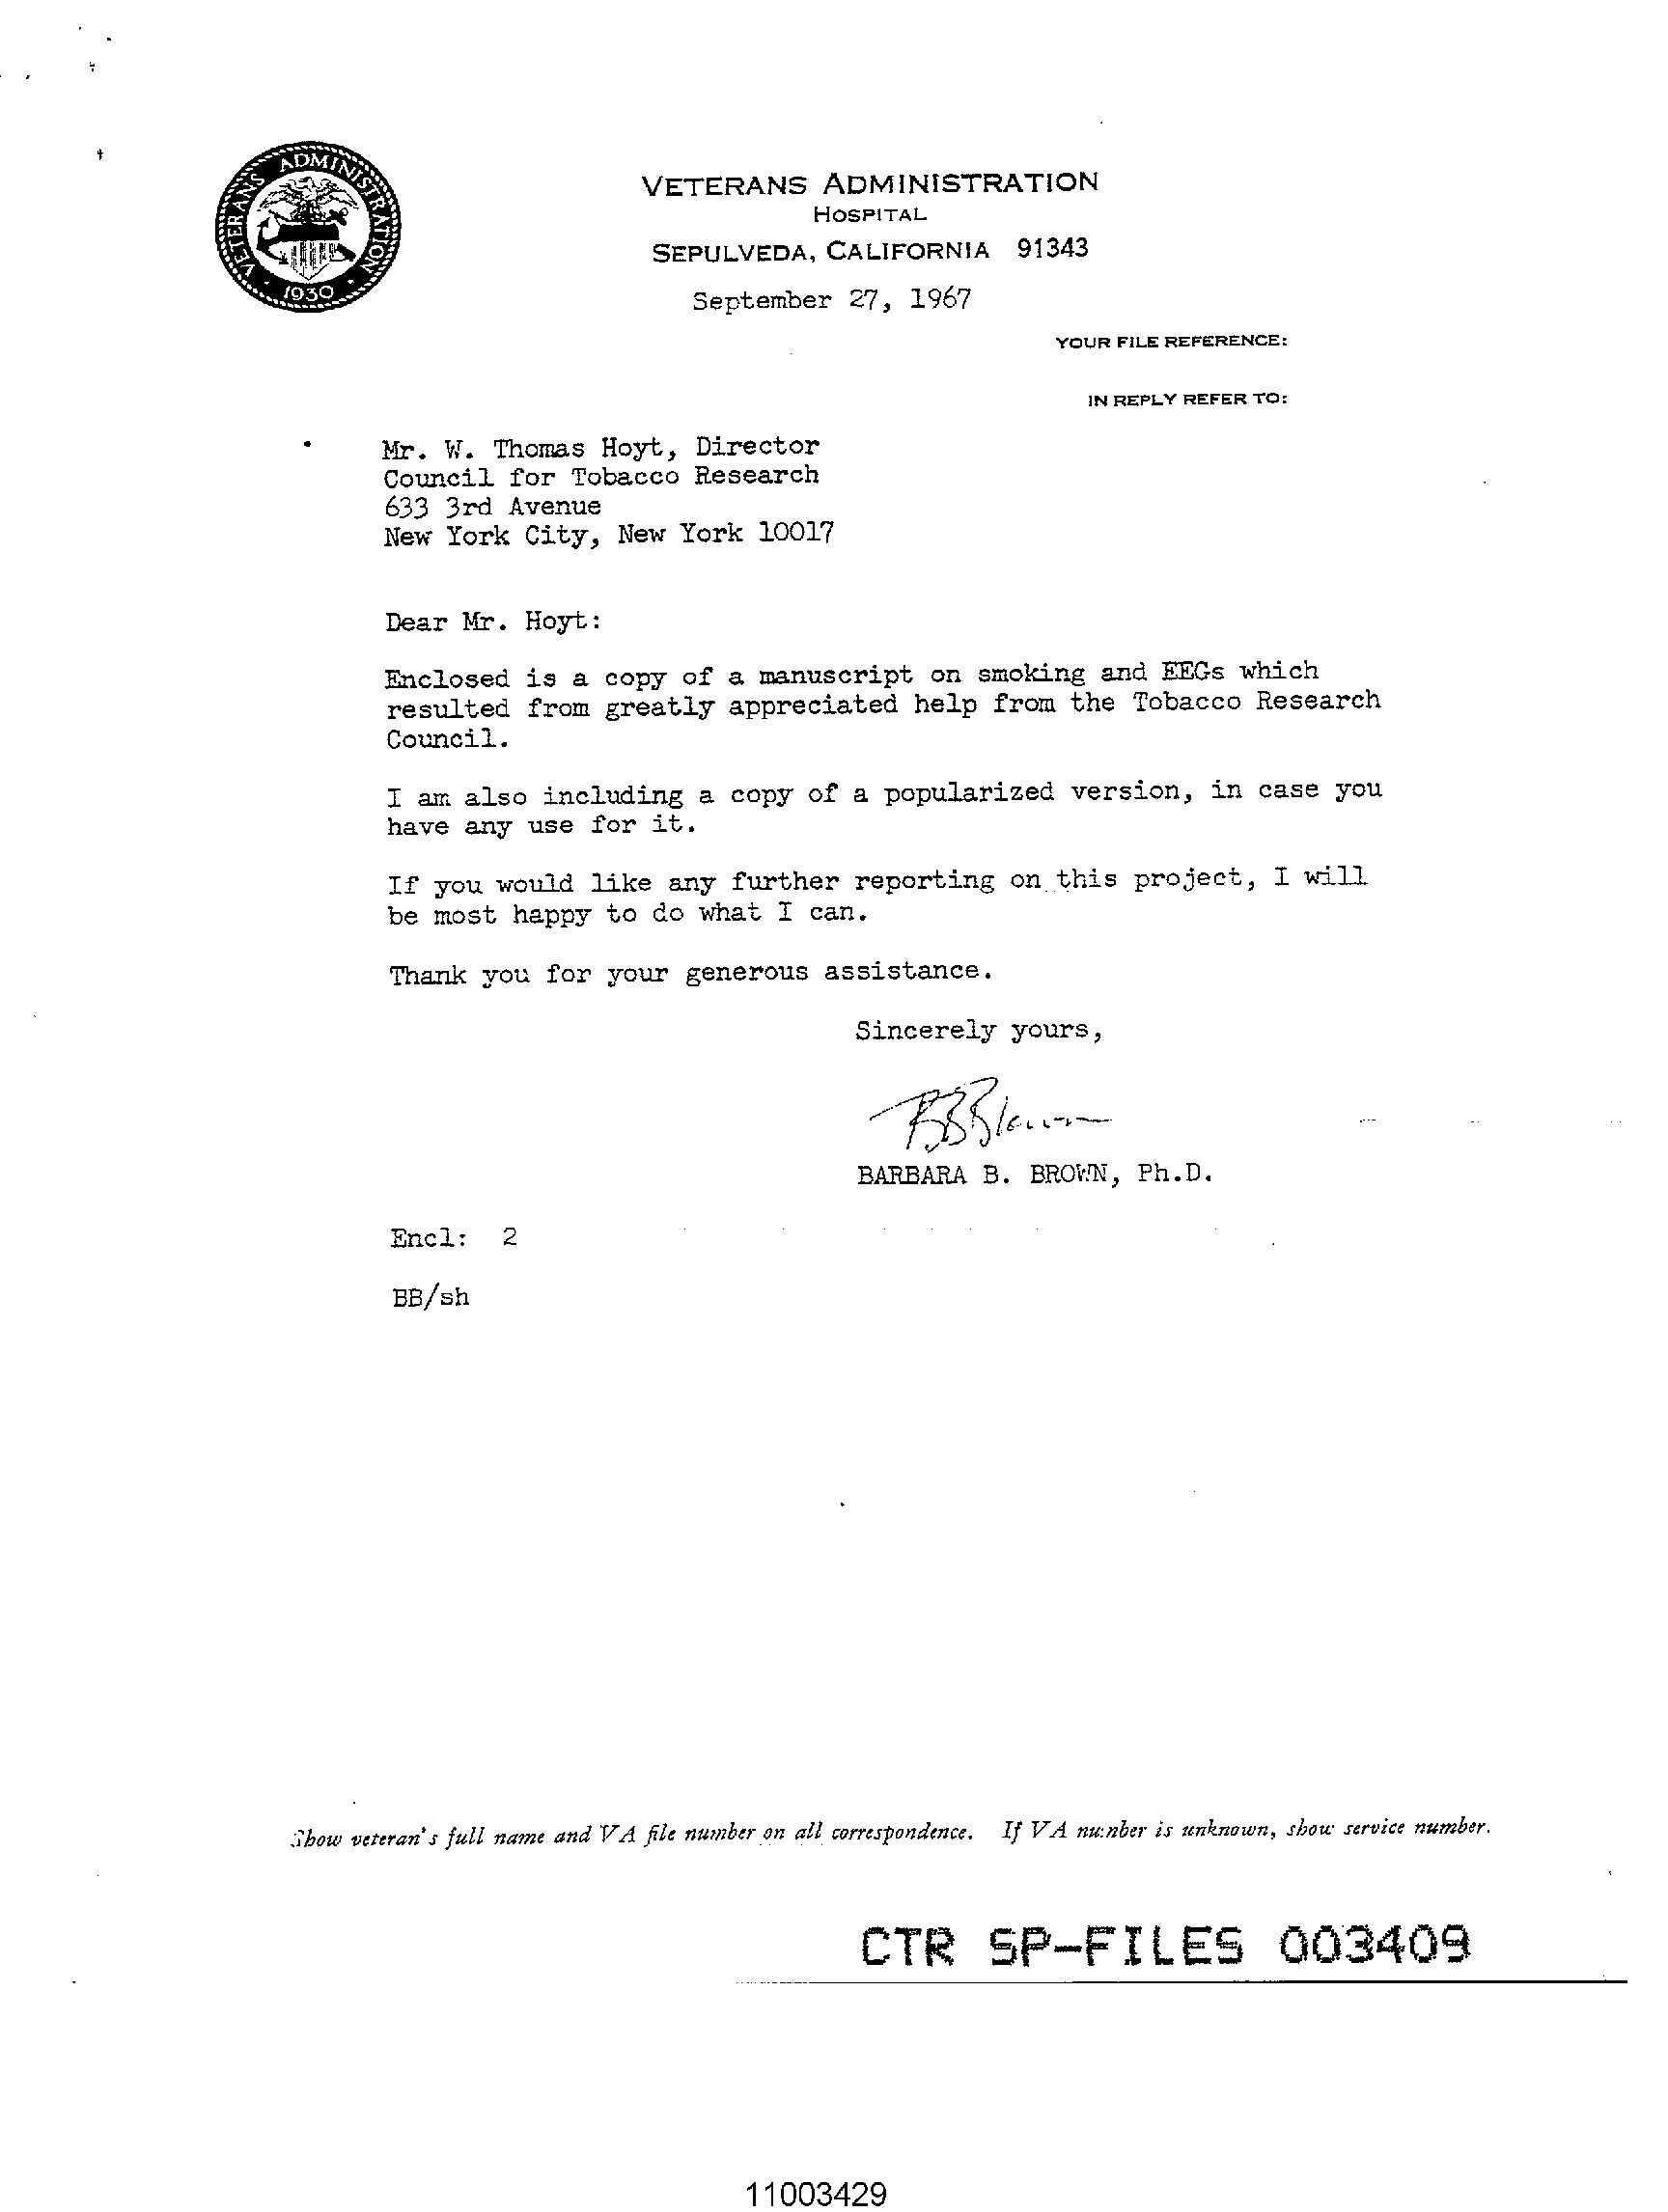 VETERANS ADMINISTRATION
1930
VETERANS ADMINISTRATION
HOSPITAL
SEPULVEDA, CALIFORNIA 91343
September 27, 1967
YOUR FILE REFERENCE:
IN REPLY REFER TO:
Mr. W. Thomas Hoyt, Director
Council for Tobacco Research
633 3rd Avenue
New York City, New York 10017
Dear Mr. Hoyt:
Enclosed is a copy of a manuscript on smoking and EEGs which
resulted from greatly appreciated help from the Tobacco Research
Council.
I am also including a copy of a popularized version, in case you
have any use for it.
If you would like any further reporting on this project, I will
be most happy to do what I can.
Thank you for your generous assistance.
Sincerely yours,
BBBrown
BARBARA B. BROWN, Ph.D.
Encl: 2
BB/sh
Show veteran's full name and VA file number on all correspondence. If VA number is unknown, show service number.
CTR SP-FILES 003409
11003429